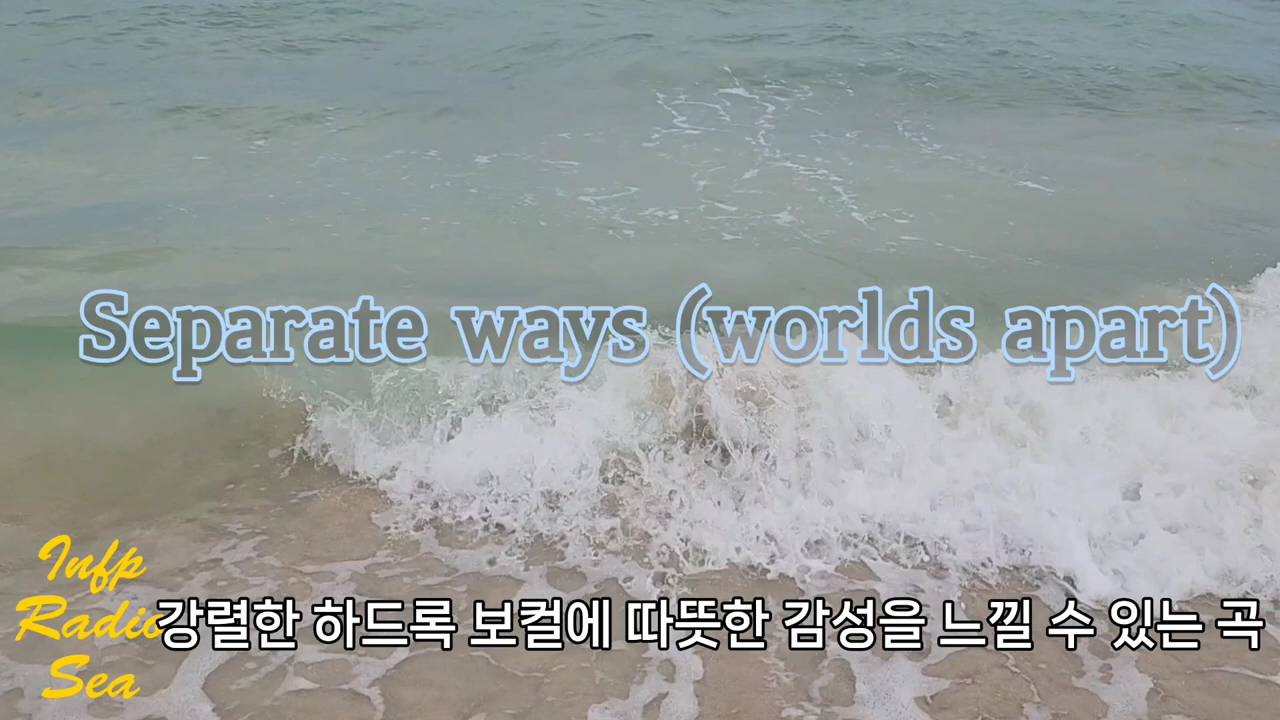 Separate ways (worlds apart)
Infp
Radio
Sea
강렬한 하드록 보컬에 따뜻한 감성을 느낄 수 있는 곡